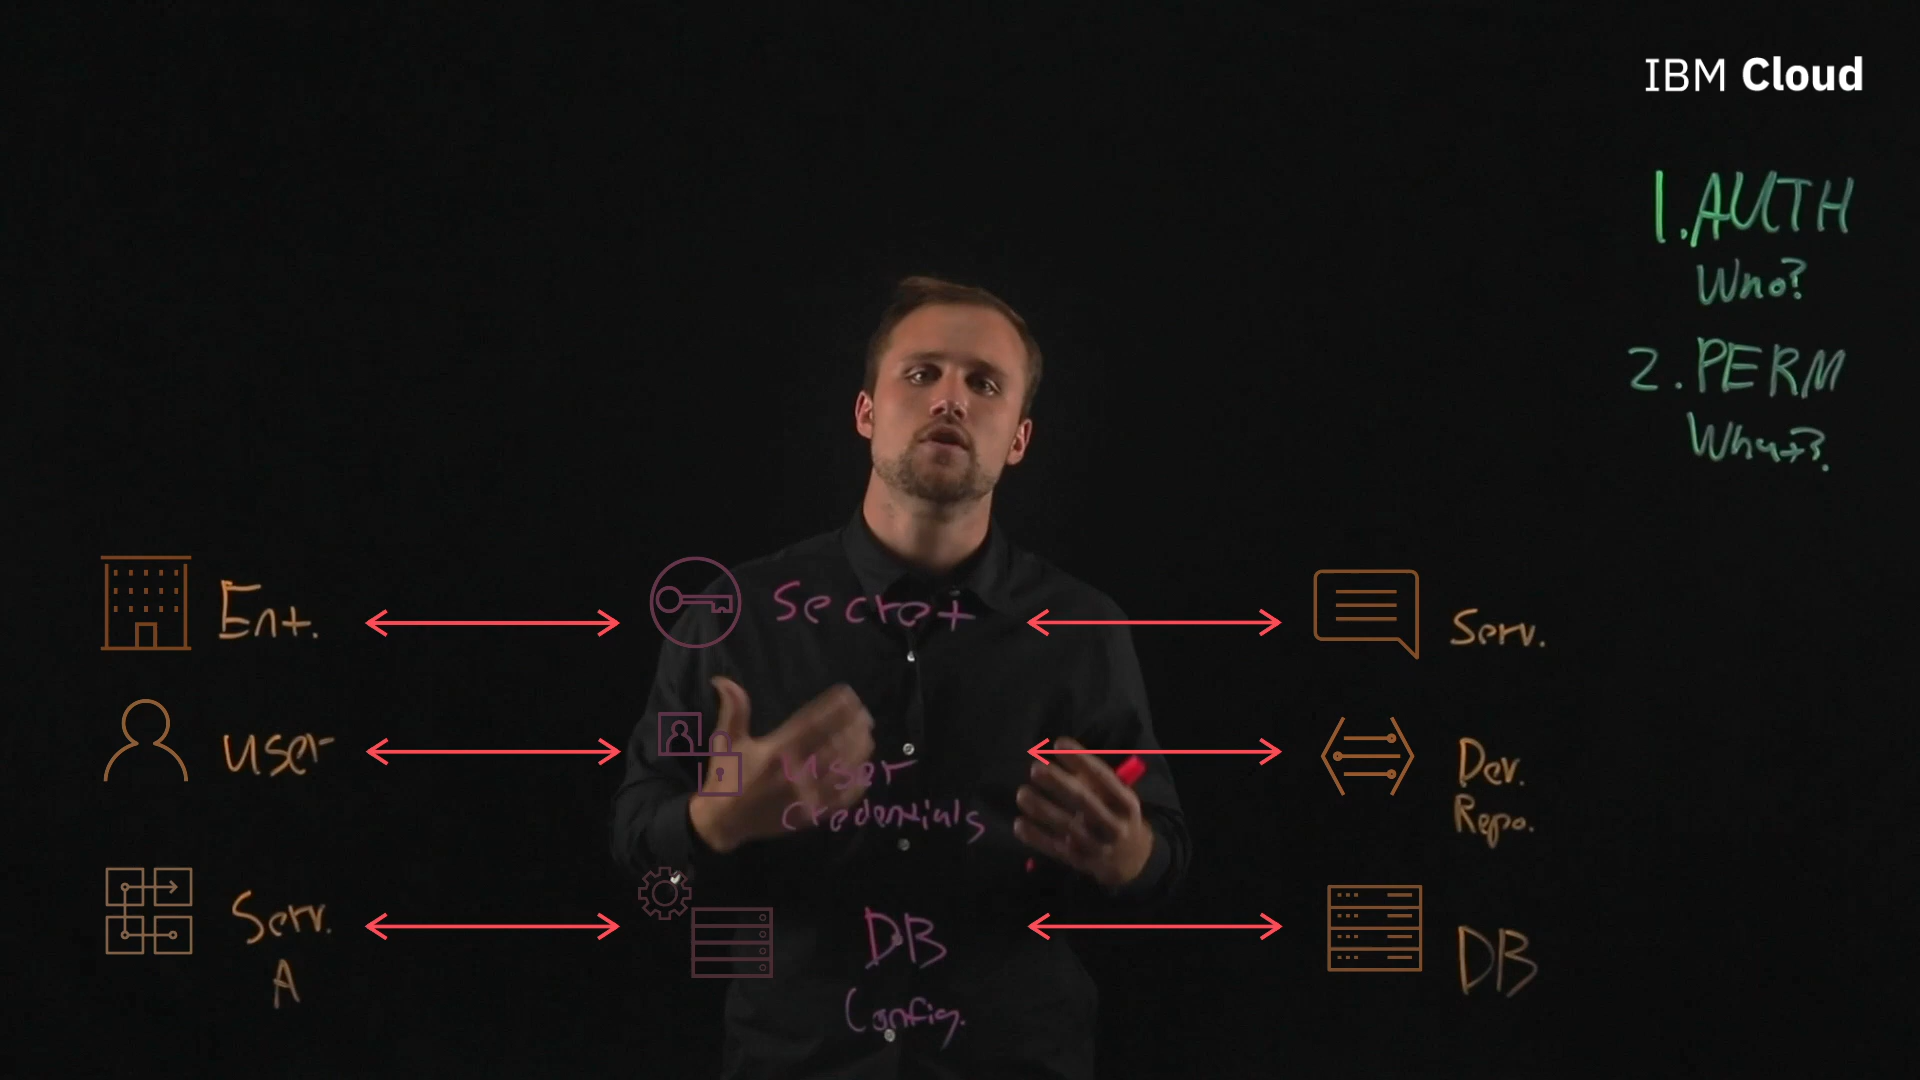 IBM Cloud
1. AUTH
Who?
2. PERM
What?
Ent.
Secret
Serv.
user
user
credentials
Dev.
Repo.
Serv.
A
DB
Config.
DB